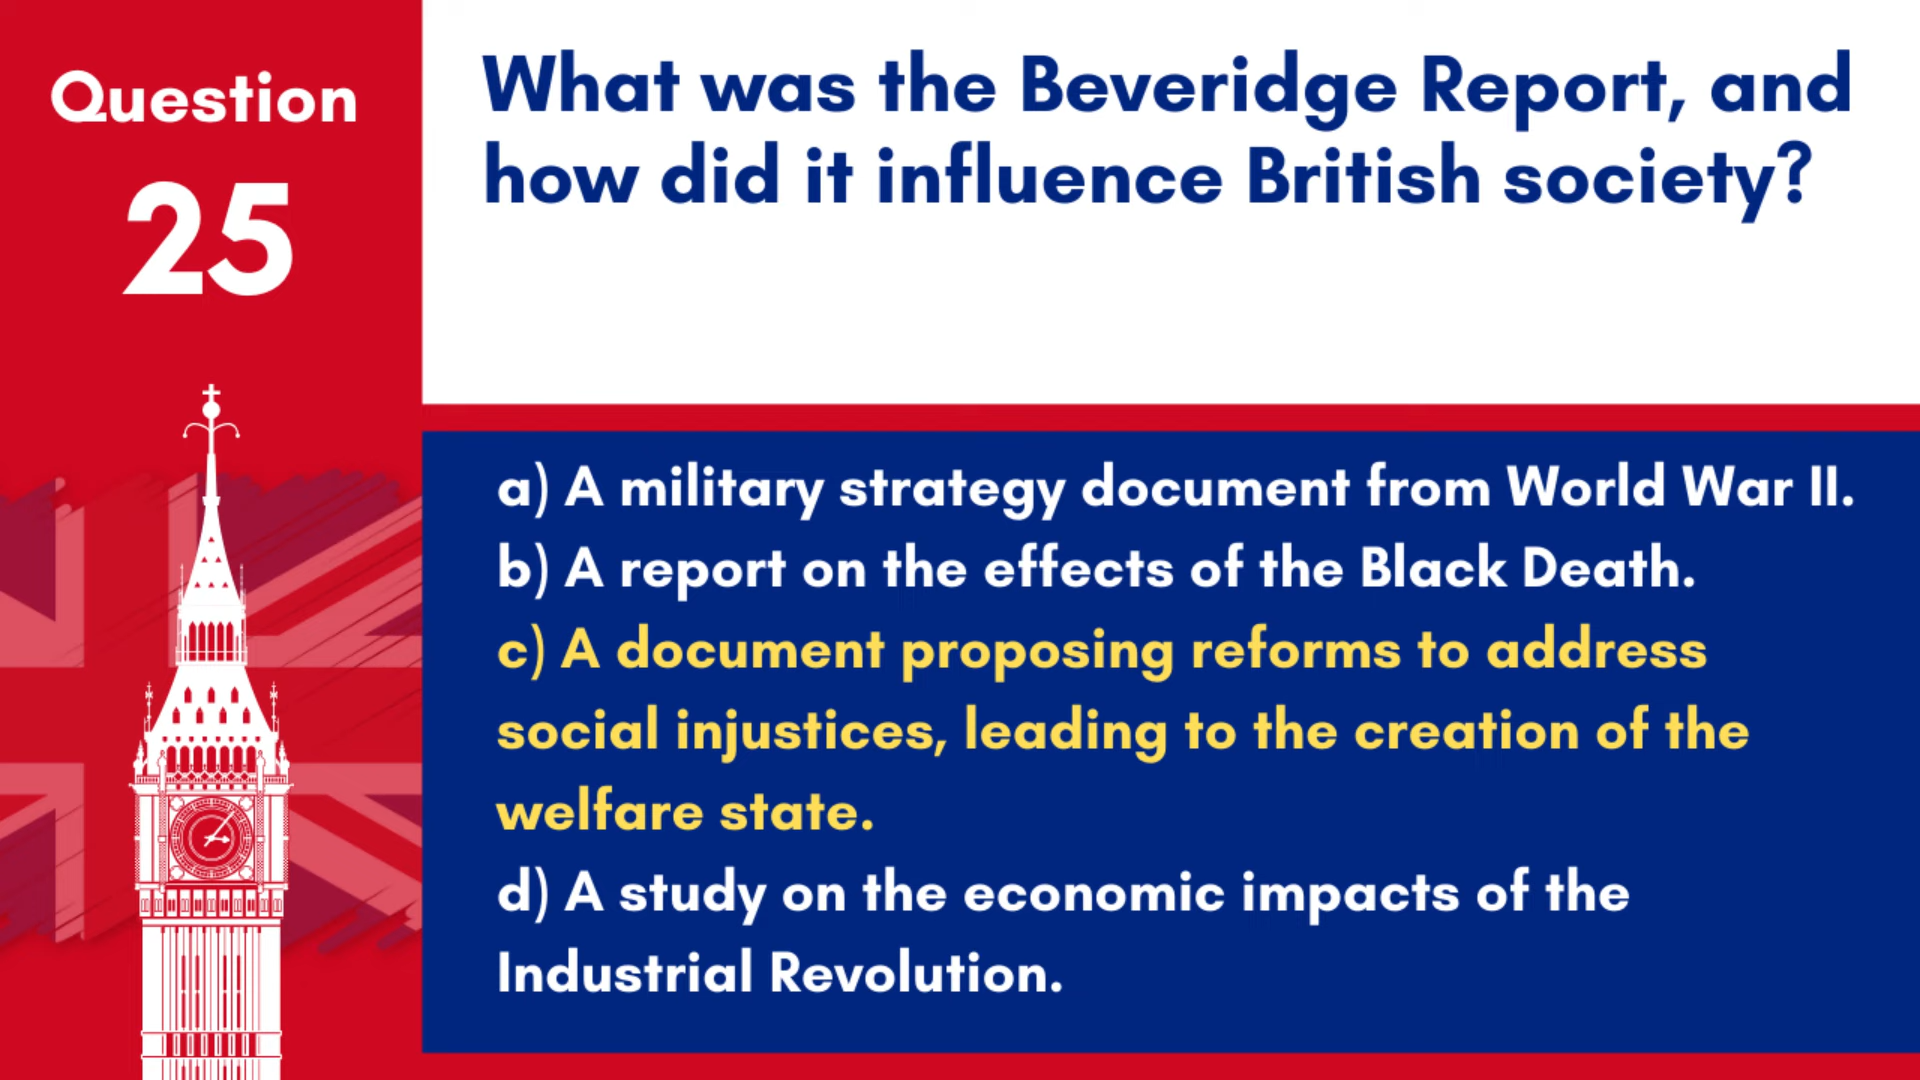 Question
25
What was the Beveridge Report, and
how did it influence British society?
a) A military strategy document from World War II.
b) A report on the effects of the Black Death.
c) A document proposing reforms to address
social injustices, leading to the creation of the
welfare state.
d) A study on the economic impacts of the
Industrial Revolution.